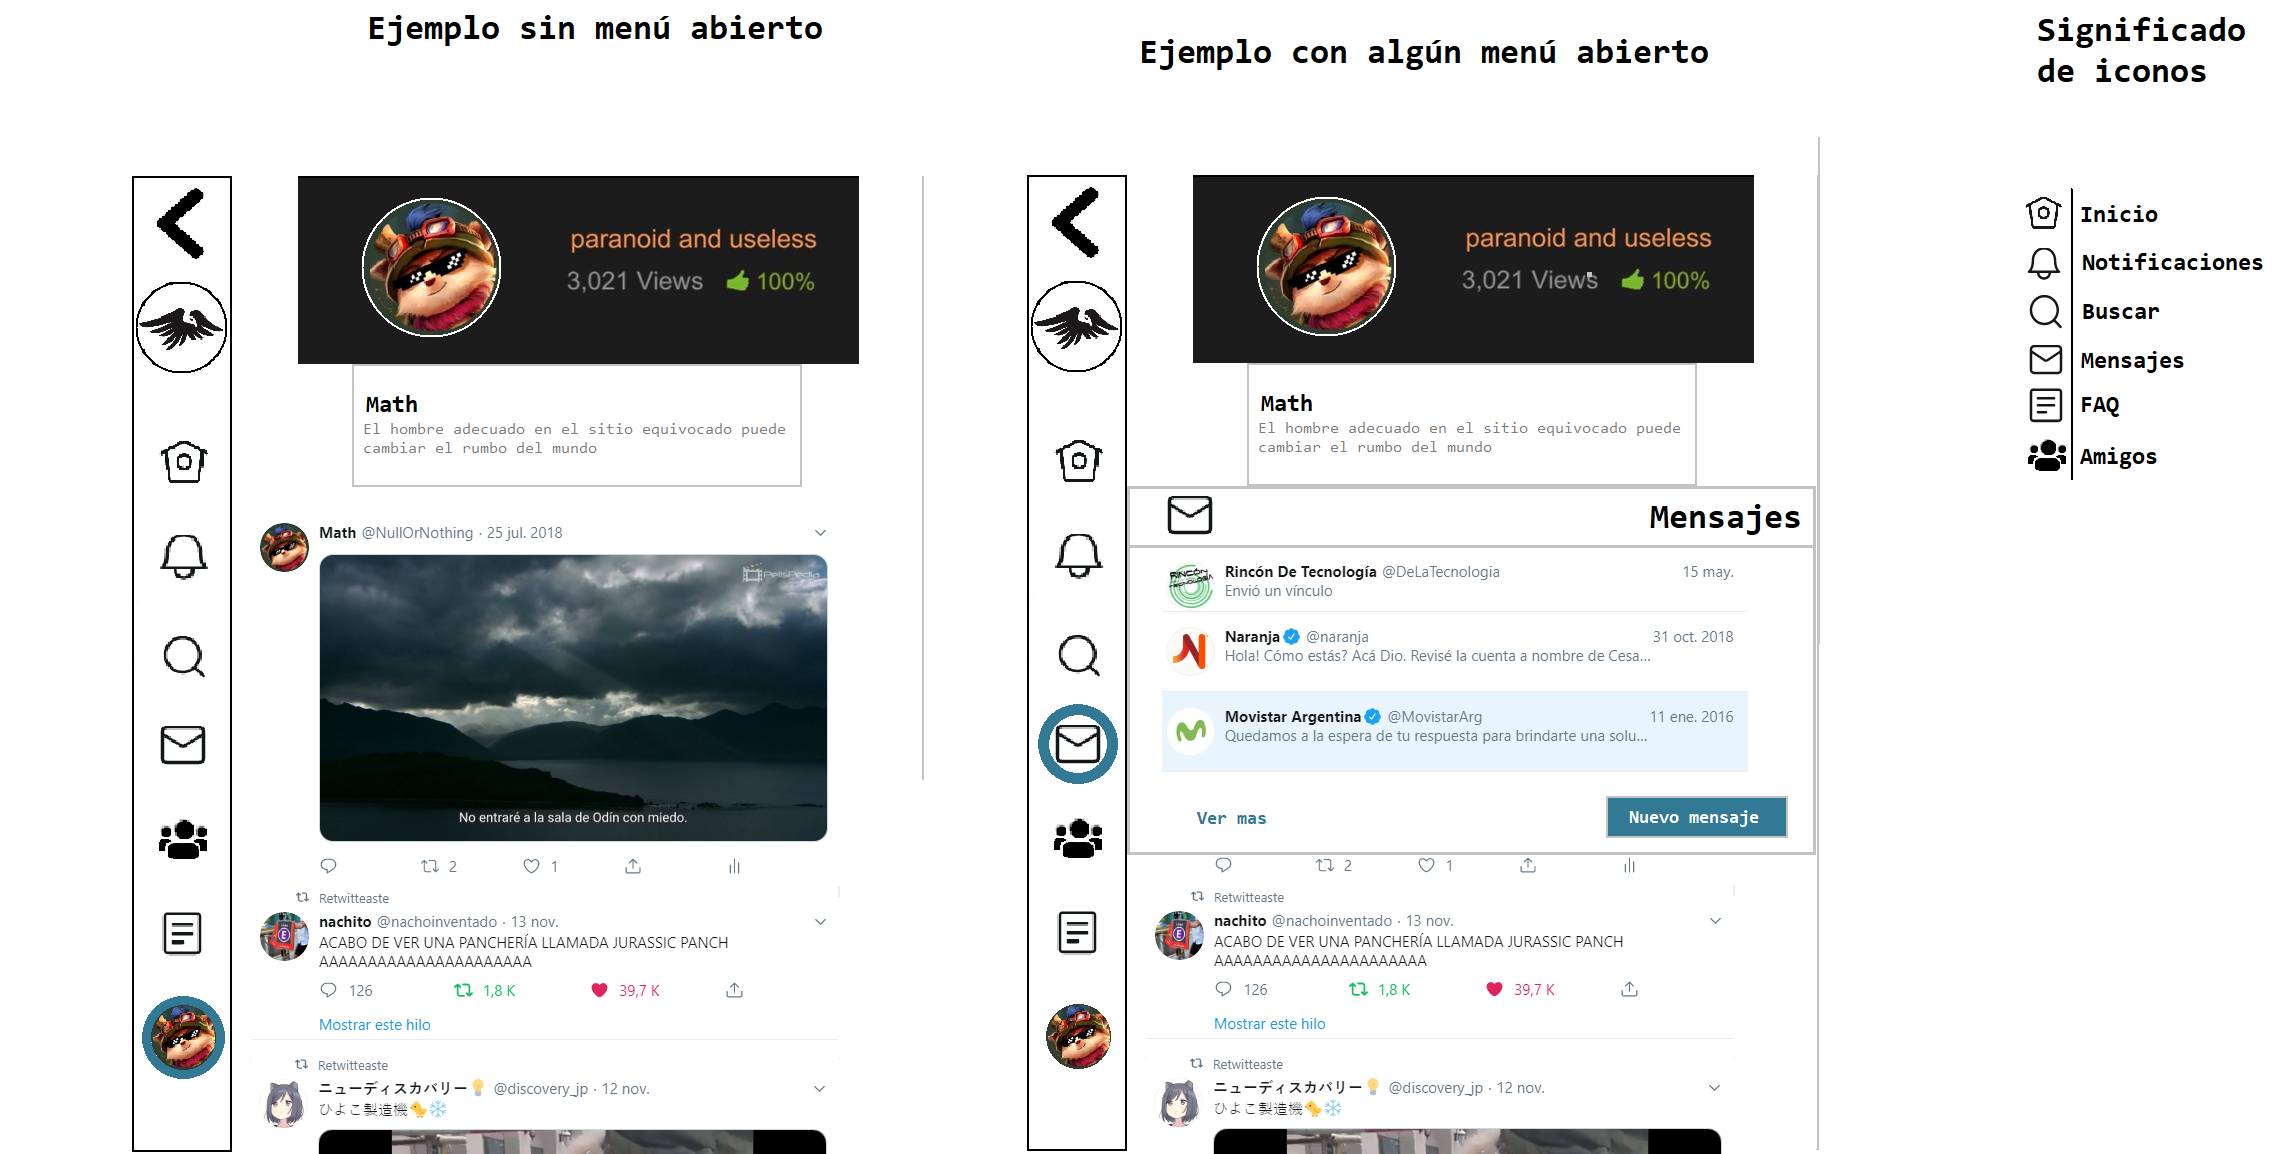 Ejemplo sin menú abierto
paranoid and useless
3,021 Views 100%
Math
El hombre adecuado en el sitio equivocado puede
cambiar el rumbo del mundo
Math @NullOrNothing · 25 jul. 2018
PelisPedia
No entraré a la sala de Odín con miedo.
2 1
Retwitteaste
nachito @nachoinventado · 13 nov.
ACABO DE VER UNA PANCHERÍA LLAMADA JURASSIC PANCH
AAAAAAAAAAAAAAAAAAAAAA
126 1,8 K 39,7 K
Mostrar este hilo
Retwitteaste
ニューディスカバリー💡 @discovery_jp · 12 nov.
ひよこ製造機🐤❄️
Ejemplo con algún menú abierto
paranoid and useless
3,021 Views 100%
Math
El hombre adecuado en el sitio equivocado puede
cambiar el rumbo del mundo
Mensajes
RINCÓN
TECNOLOGÍA
Rincón De Tecnología @DeLaTecnologia 15 may.
Envió un vínculo
Naranja @naranja 31 oct. 2018
Hola! Cómo estás? Acá Dio. Revisé la cuenta a nombre de Cesa...
Movistar Argentina @MovistarArg 11 ene. 2016
Quedamos a la espera de tu respuesta para brindarte una solu...
Ver mas Nuevo mensaje
2 1
Retwitteaste
nachito @nachoinventado · 13 nov.
ACABO DE VER UNA PANCHERÍA LLAMADA JURASSIC PANCH
AAAAAAAAAAAAAAAAAAAAAA
126 1,8 K 39,7 K
Mostrar este hilo
Retwitteaste
ニューディスカバリー💡 @discovery_jp · 12 nov.
ひよこ製造機🐤❄️
Significado
de iconos
Inicio
Notificaciones
Buscar
Mensajes
FAQ
Amigos